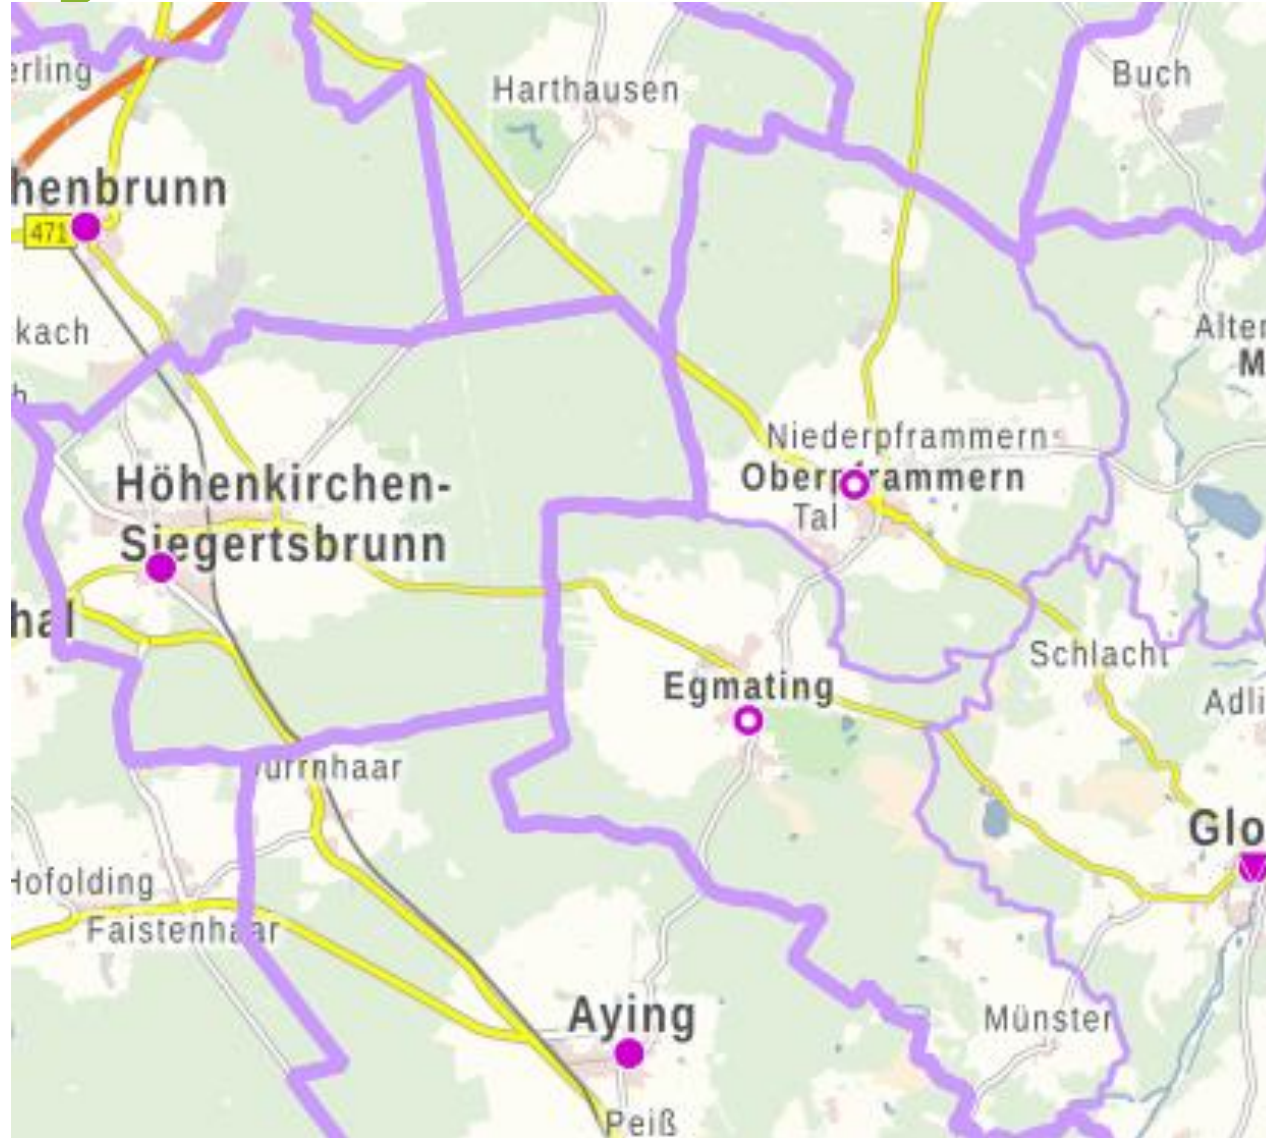 Harthausen
Buch
erling
henbrunn
471
kach
Alter
M
Niederpframmern
Oberpframmern
Tal
Höhenkirchen-
Siegertsbrunn
hal
Schlacht
Egmating
Adli
urrnhaar
Glo
Hofolding
Faistenhaar
Aying
Münster
Peiß